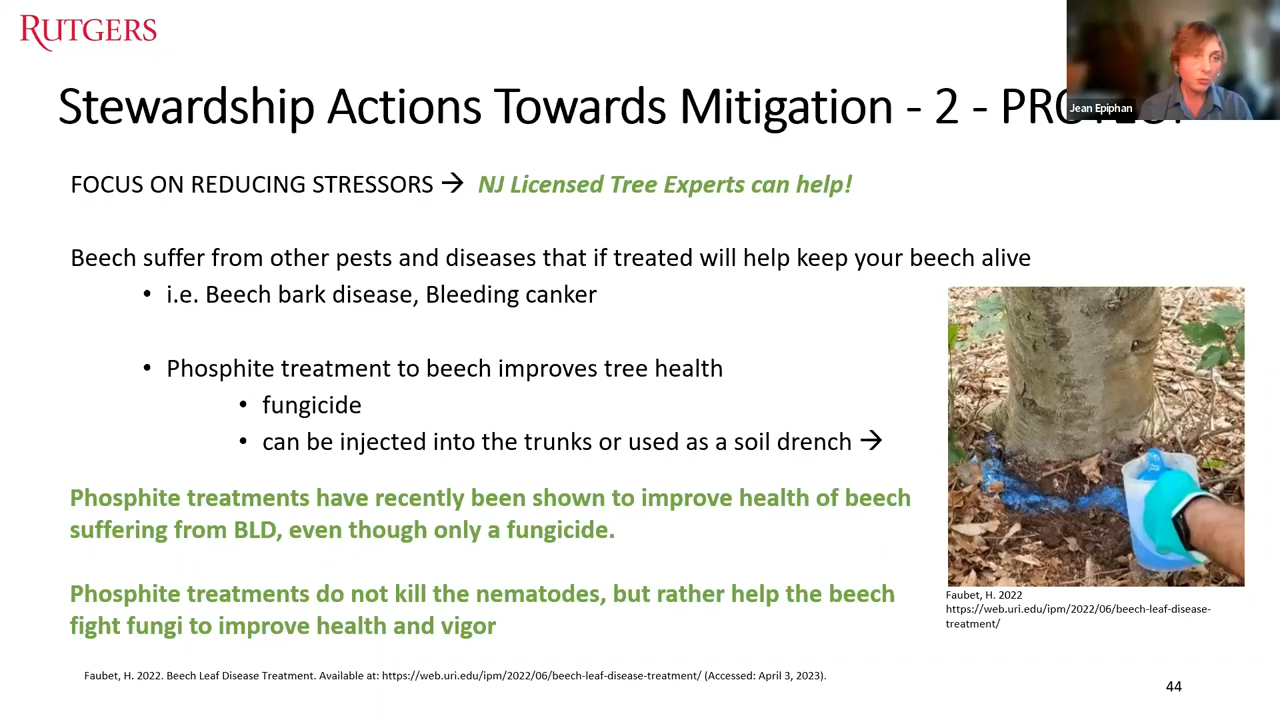 RUTGERS
Stewardship Actions Towards Mitigation - 2 -
Jean Epiphan
FOCUS ON REDUCING STRESSORS → NJ Licensed Tree Experts can help!
Beech suffer from other pests and diseases that if treated will help keep your beech alive
• i.e. Beech bark disease, Bleeding canker
• Phosphite treatment to beech improves tree health
• fungicide
• can be injected into the trunks or used as a soil drench →
Phosphite treatments have recently been shown to improve health of beech
suffering from BLD, even though only a fungicide.
Phosphite treatments do not kill the nematodes, but rather help the beech
fight fungi to improve health and vigor
Faubet, H. 2022
https://web.uri.edu/ipm/2022/06/beech-leaf-disease-
treatment/
Faubet, H. 2022. Beech Leaf Disease Treatment. Available at: https://web.uri.edu/ipm/2022/06/beech-leaf-disease-treatment/ (Accessed: April 3, 2023).
44